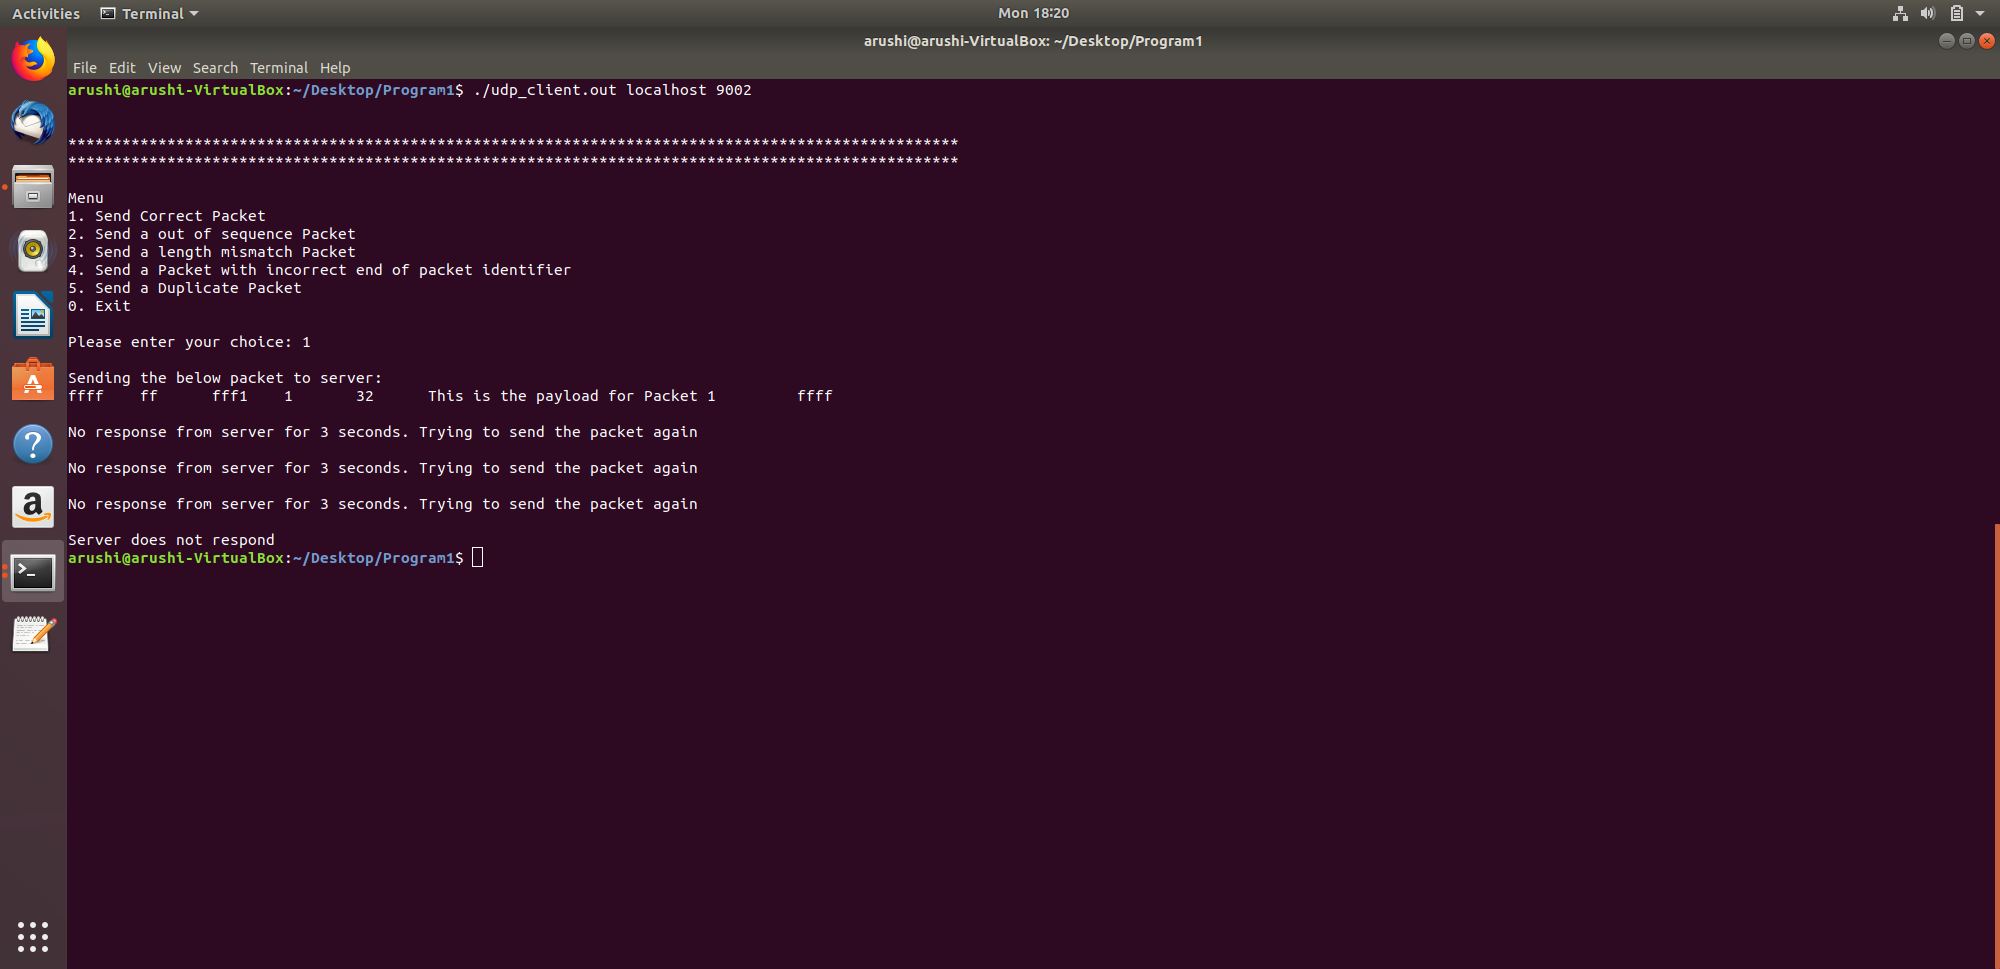 Activities Terminal Mon 18:20
arushi@arushi-VirtualBox: ~/Desktop/Program1
File Edit View Search Terminal Help
arushi@arushi-VirtualBox:~/Desktop/Program1$ ./udp_client.out localhost 9002
***************************************************************************************************
***************************************************************************************************
Menu
1. Send Correct Packet
2. Send a out of sequence Packet
3. Send a length mismatch Packet
4. Send a Packet with incorrect end of packet identifier
5. Send a Duplicate Packet
0. Exit
Please enter your choice: 1
Sending the below packet to server:
ffff ff fff1 1 32 This is the payload for Packet 1 ffff
No response from server for 3 seconds. Trying to send the packet again
No response from server for 3 seconds. Trying to send the packet again
No response from server for 3 seconds. Trying to send the packet again
Server does not respond
arushi@arushi-VirtualBox:~/Desktop/Program1$